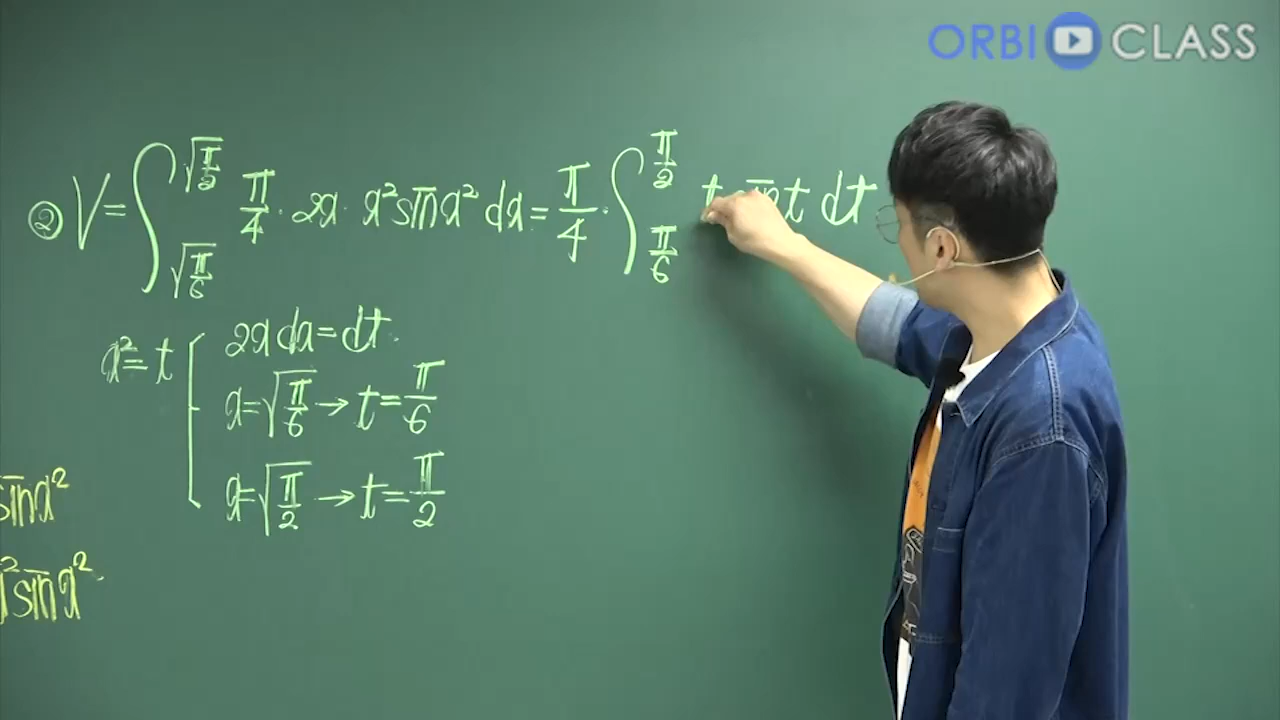 ORBI CLASS
② V = ∫_{√(π/6)}^{√(π/2)} π/4 · 2x · x² sin x² dx = π/4 · ∫_{π/6}^{π/2} t sin t dt
x² = t
2x dx = dt.
x = √(π/6) → t = π/6
x = √(π/2) → t = π/2
sin x²
x² sin x²